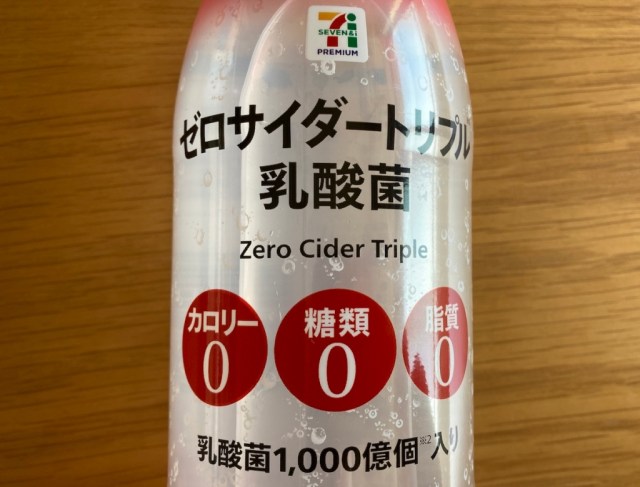 SEVEN&i
PREMIUM
ゼロサイダートリプル
乳酸菌
Zero Cider Triple
カロリー
0
糖類
0
脂質
0
乳酸菌1,000億個※2入り